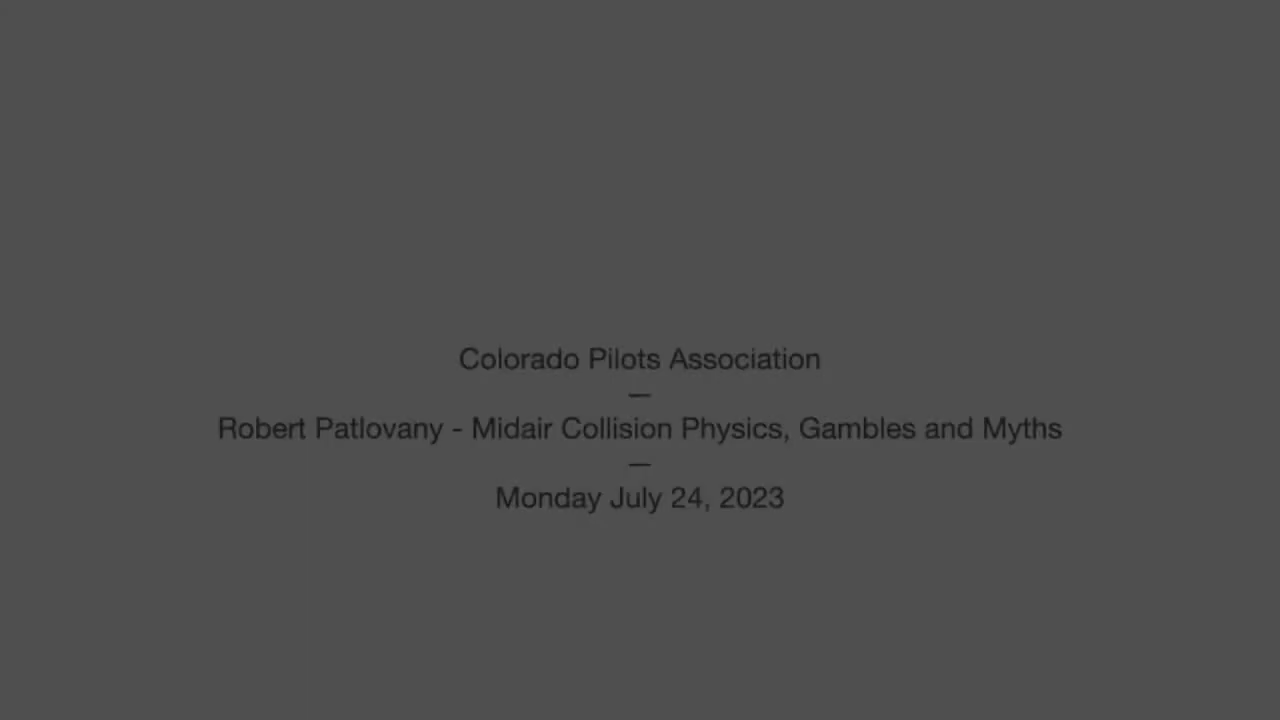 Colorado Pilots Association
—
Robert Patlovany - Midair Collision Physics, Gambles and Myths
—
Monday July 24, 2023